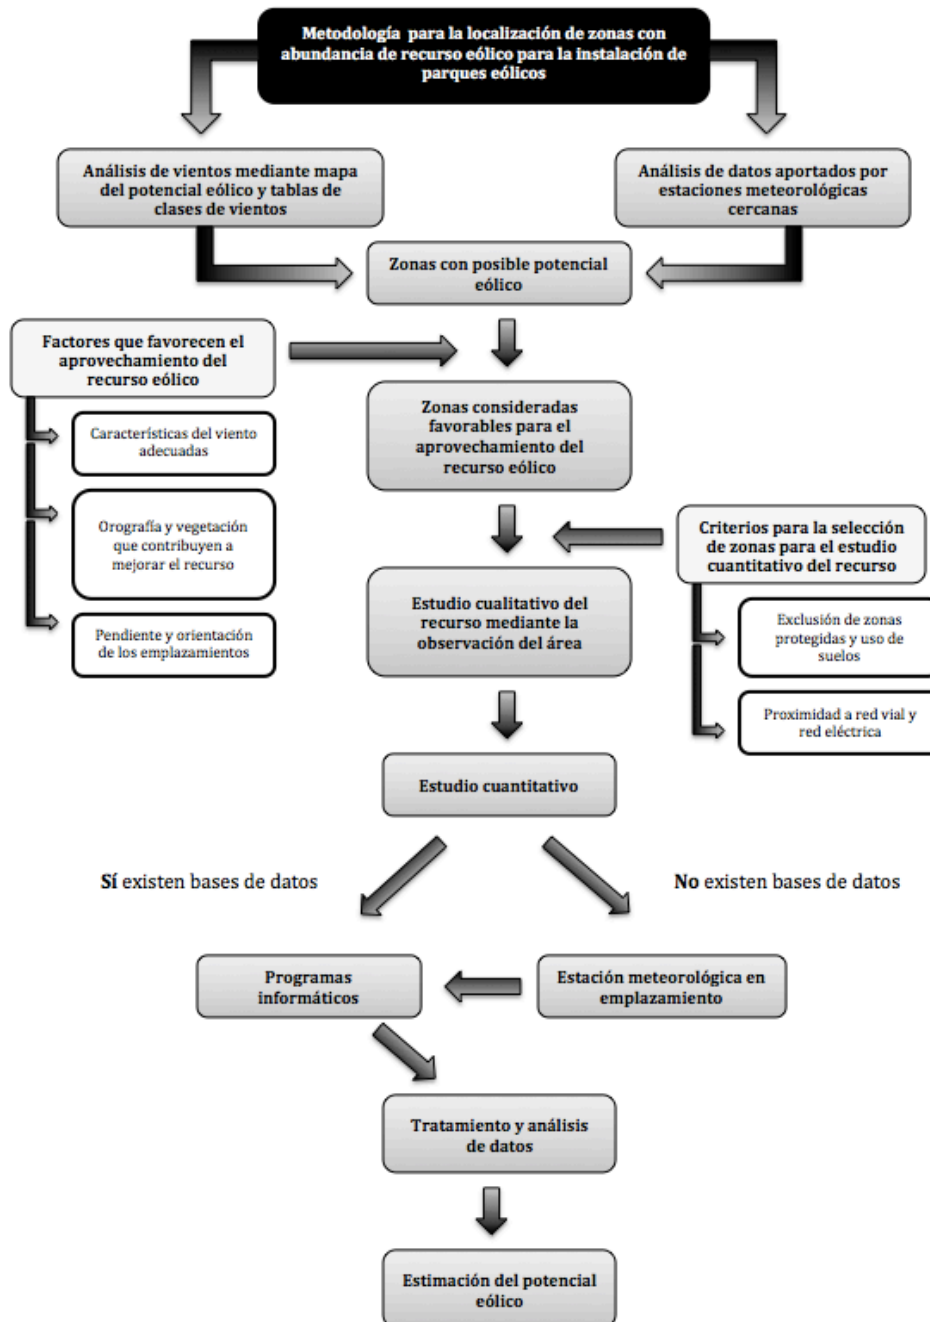 Metodología para la localización de zonas con
abundancia de recurso eólico para la instalación de
parques eólicos
Análisis de vientos mediante mapa
del potencial eólico y tablas de
clases de vientos
Análisis de datos aportados por
estaciones meteorológicas
cercanas
Zonas con posible potencial
eólico
Factores que favorecen el
aprovechamiento del
recurso eólico
Características del viento
adecuadas
Orografía y vegetación
que contribuyen a
mejorar el recurso
Pendiente y orientación
de los emplazamientos
Zonas consideradas
favorables para el
aprovechamiento del
recurso eólico
Criterios para la selección
de zonas para el estudio
cuantitativo del recurso
Exclusión de zonas
protegidas y uso de
suelos
Proximidad a red vial y
red eléctrica
Estudio cualitativo del
recurso mediante la
observación del área
Estudio cuantitativo
Sí existen bases de datos
No existen bases de datos
Programas
informáticos
Estación meteorológica en
emplazamiento
Tratamiento y análisis
de datos
Estimación del potencial
eólico